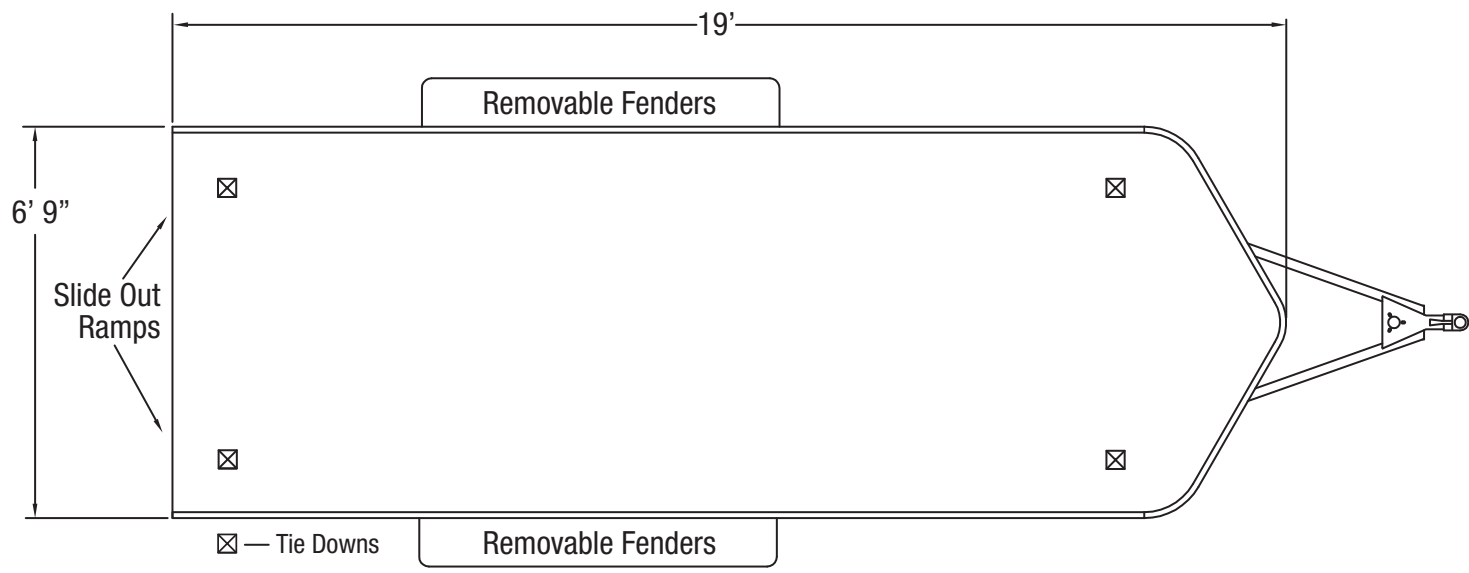 19’
Removable Fenders
6’ 9”
Slide Out
Ramps
— Tie Downs
Removable Fenders